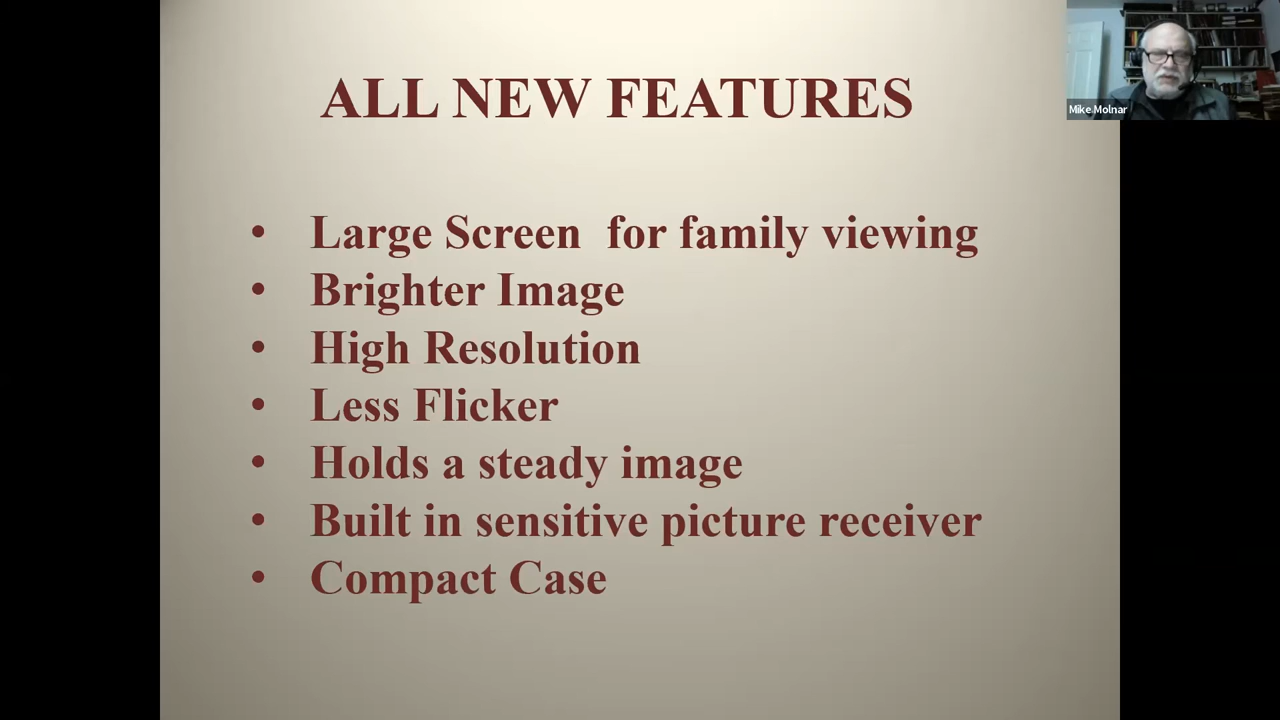 ALL NEW FEATURES
Mike Molnar
• Large Screen  for family viewing
• Brighter Image
• High Resolution
• Less Flicker
• Holds a steady image
• Built in sensitive picture receiver
• Compact Case